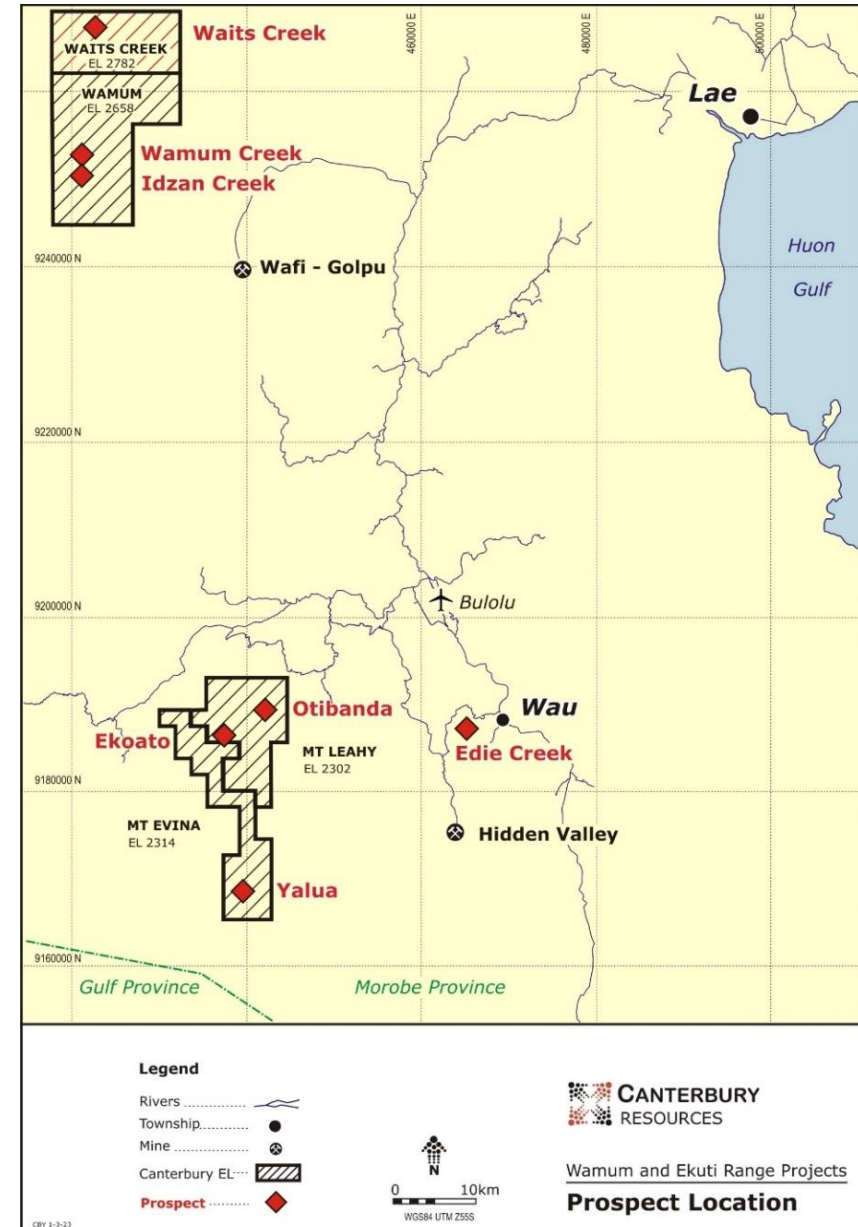 460000 E
480000 E
500000 E
Waits Creek
WAITS CREEK
EL 2782
WAMUM
EL 2658
Lae
Wamum Creek
Idzan Creek
Huon
Gulf
9240000 N
Wafi - Golpu
9220000 N
9200000 N
Bulolu
Otibanda
Wau
Ekoato
Edie Creek
MT LEAHY
EL 2302
9180000 N
MT EVINA
EL 2314
Hidden Valley
Yalua
9160000 N
Gulf Province
Morobe Province
Legend
Rivers
Township
Mine
Canterbury EL
Prospect
N
0 10km
WGS84 UTM Z55S
CANTERBURY
RESOURCES
Wamum and Ekuti Range Projects
Prospect Location
CBY 1-3-23